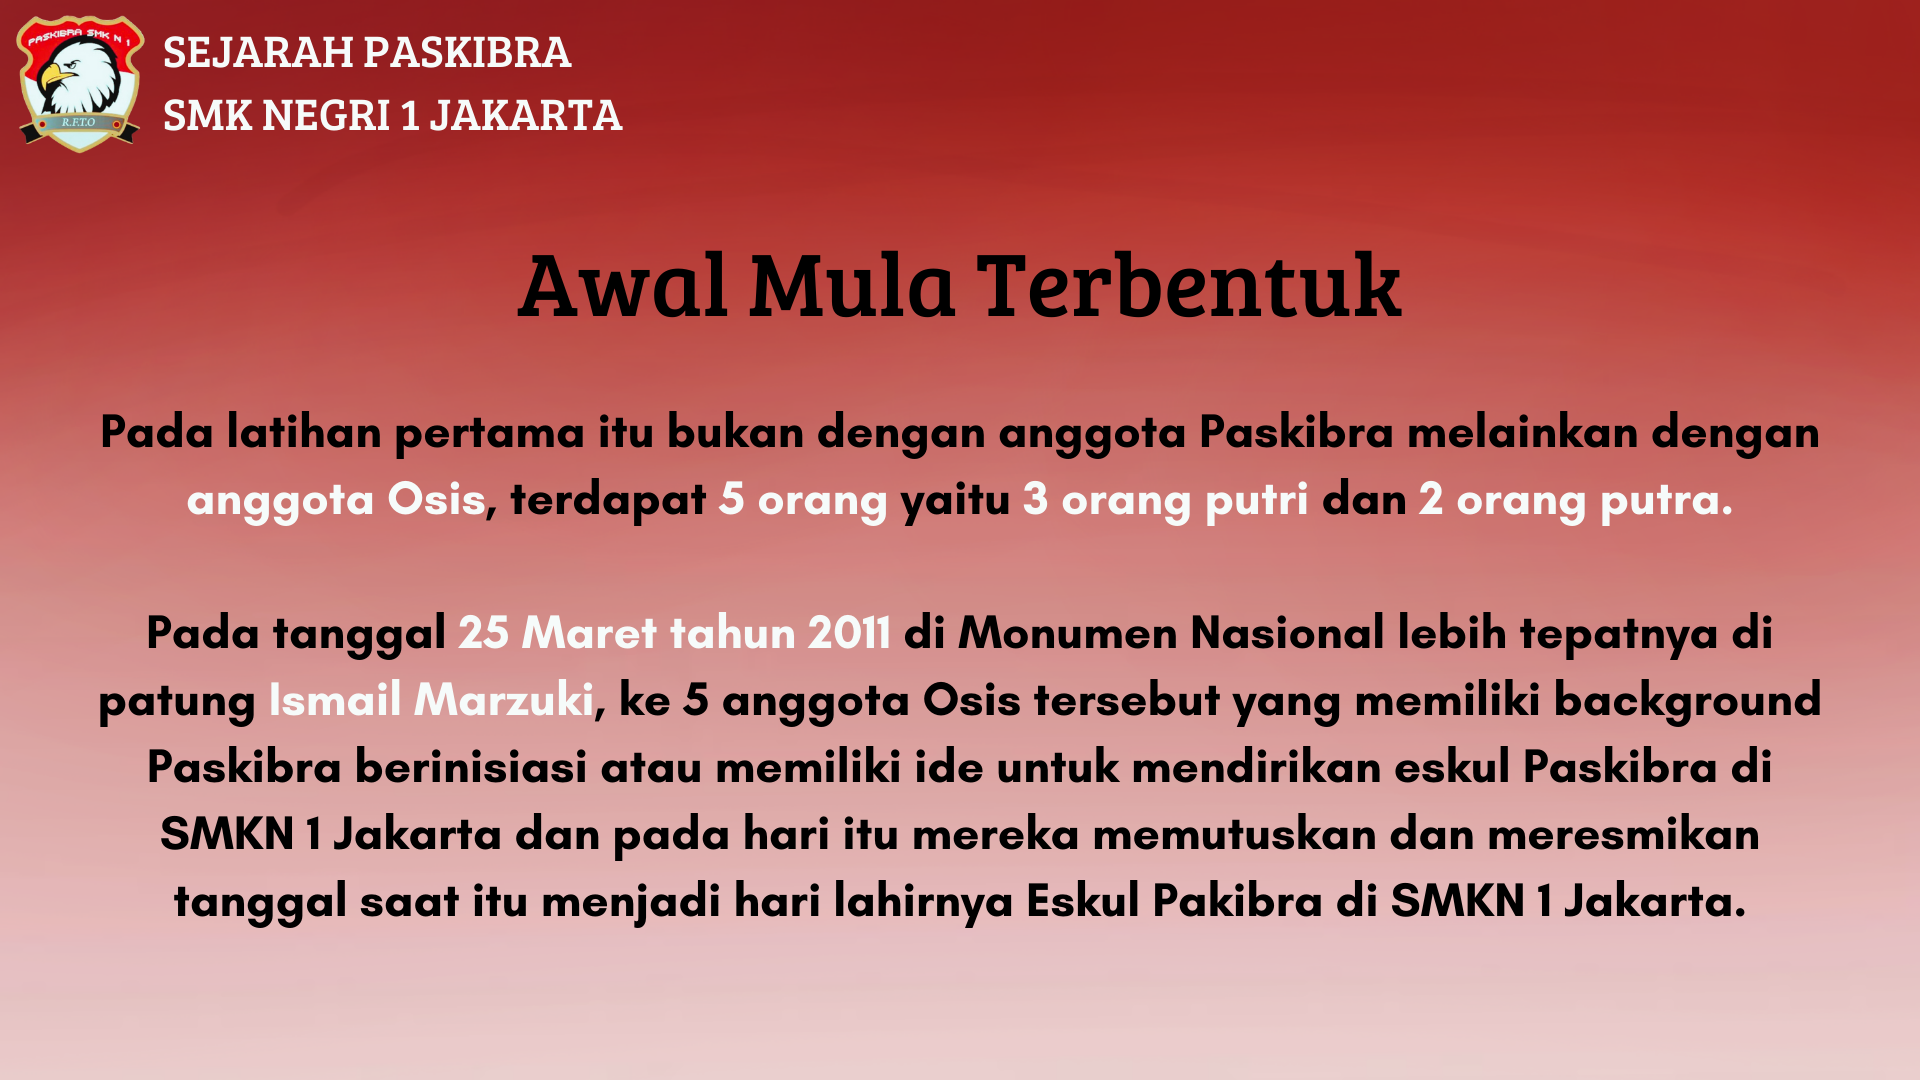 PASKIBRA SMK N 1
R.F.T.O
SEJARAH PASKIBRA
SMK NEGRI 1 JAKARTA
Awal Mula Terbentuk
Pada latihan pertama itu bukan dengan anggota Paskibra melainkan dengan
anggota Osis, terdapat 5 orang yaitu 3 orang putri dan 2 orang putra.
Pada tanggal 25 Maret tahun 2011 di Monumen Nasional lebih tepatnya di
patung Ismail Marzuki, ke 5 anggota Osis tersebut yang memiliki background
Paskibra berinisiasi atau memiliki ide untuk mendirikan eskul Paskibra di
SMKN 1 Jakarta dan pada hari itu mereka memutuskan dan meresmikan
tanggal saat itu menjadi hari lahirnya Eskul Pakibra di SMKN 1 Jakarta.